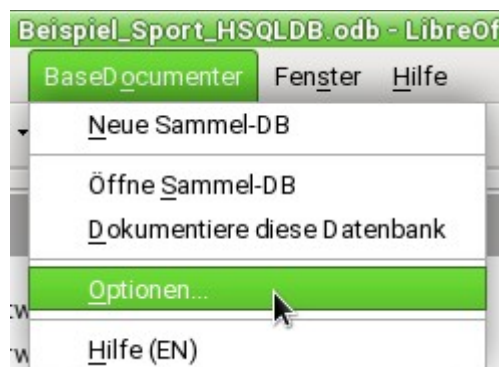 Beispiel_Sport_HSQLDB.odb - LibreOf
BaseDocumenter Fenster Hilfe
Neue Sammel-DB
Öffne Sammel-DB
Dokumentiere diese Datenbank
Optionen...
Hilfe (EN)